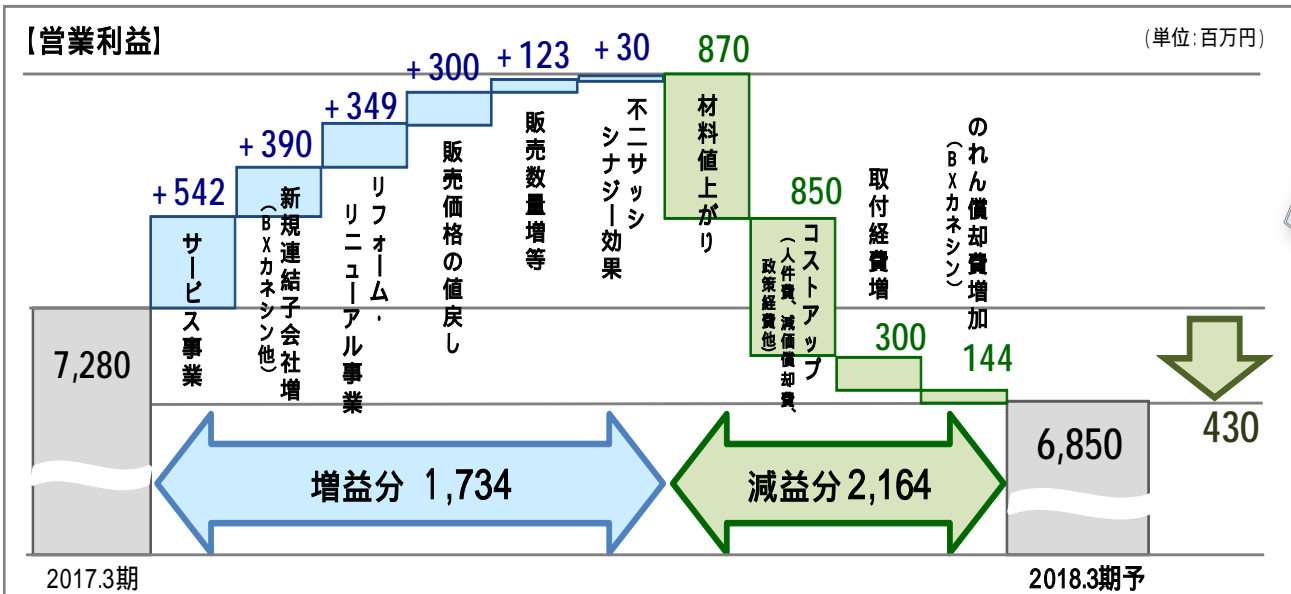 【営業利益】
(単位:百万円)
7,280
+542
サービス事業
+390
新規連結子会社増
(BXカネシン他)
+349
リフォーム・
リニューアル事業
+300
販売価格の値戻し
+123
販売数量増等
+30
不二サッシ
シナジー効果
870
材料値上がり
850
コストアップ
(人件費、減価償却費、
政策経費他)
取付経費増
300
のれん償却費増加
(BXカネシン)
144
6,850
430
増益分 1,734
減益分 2,164
2017.3期
2018.3期予